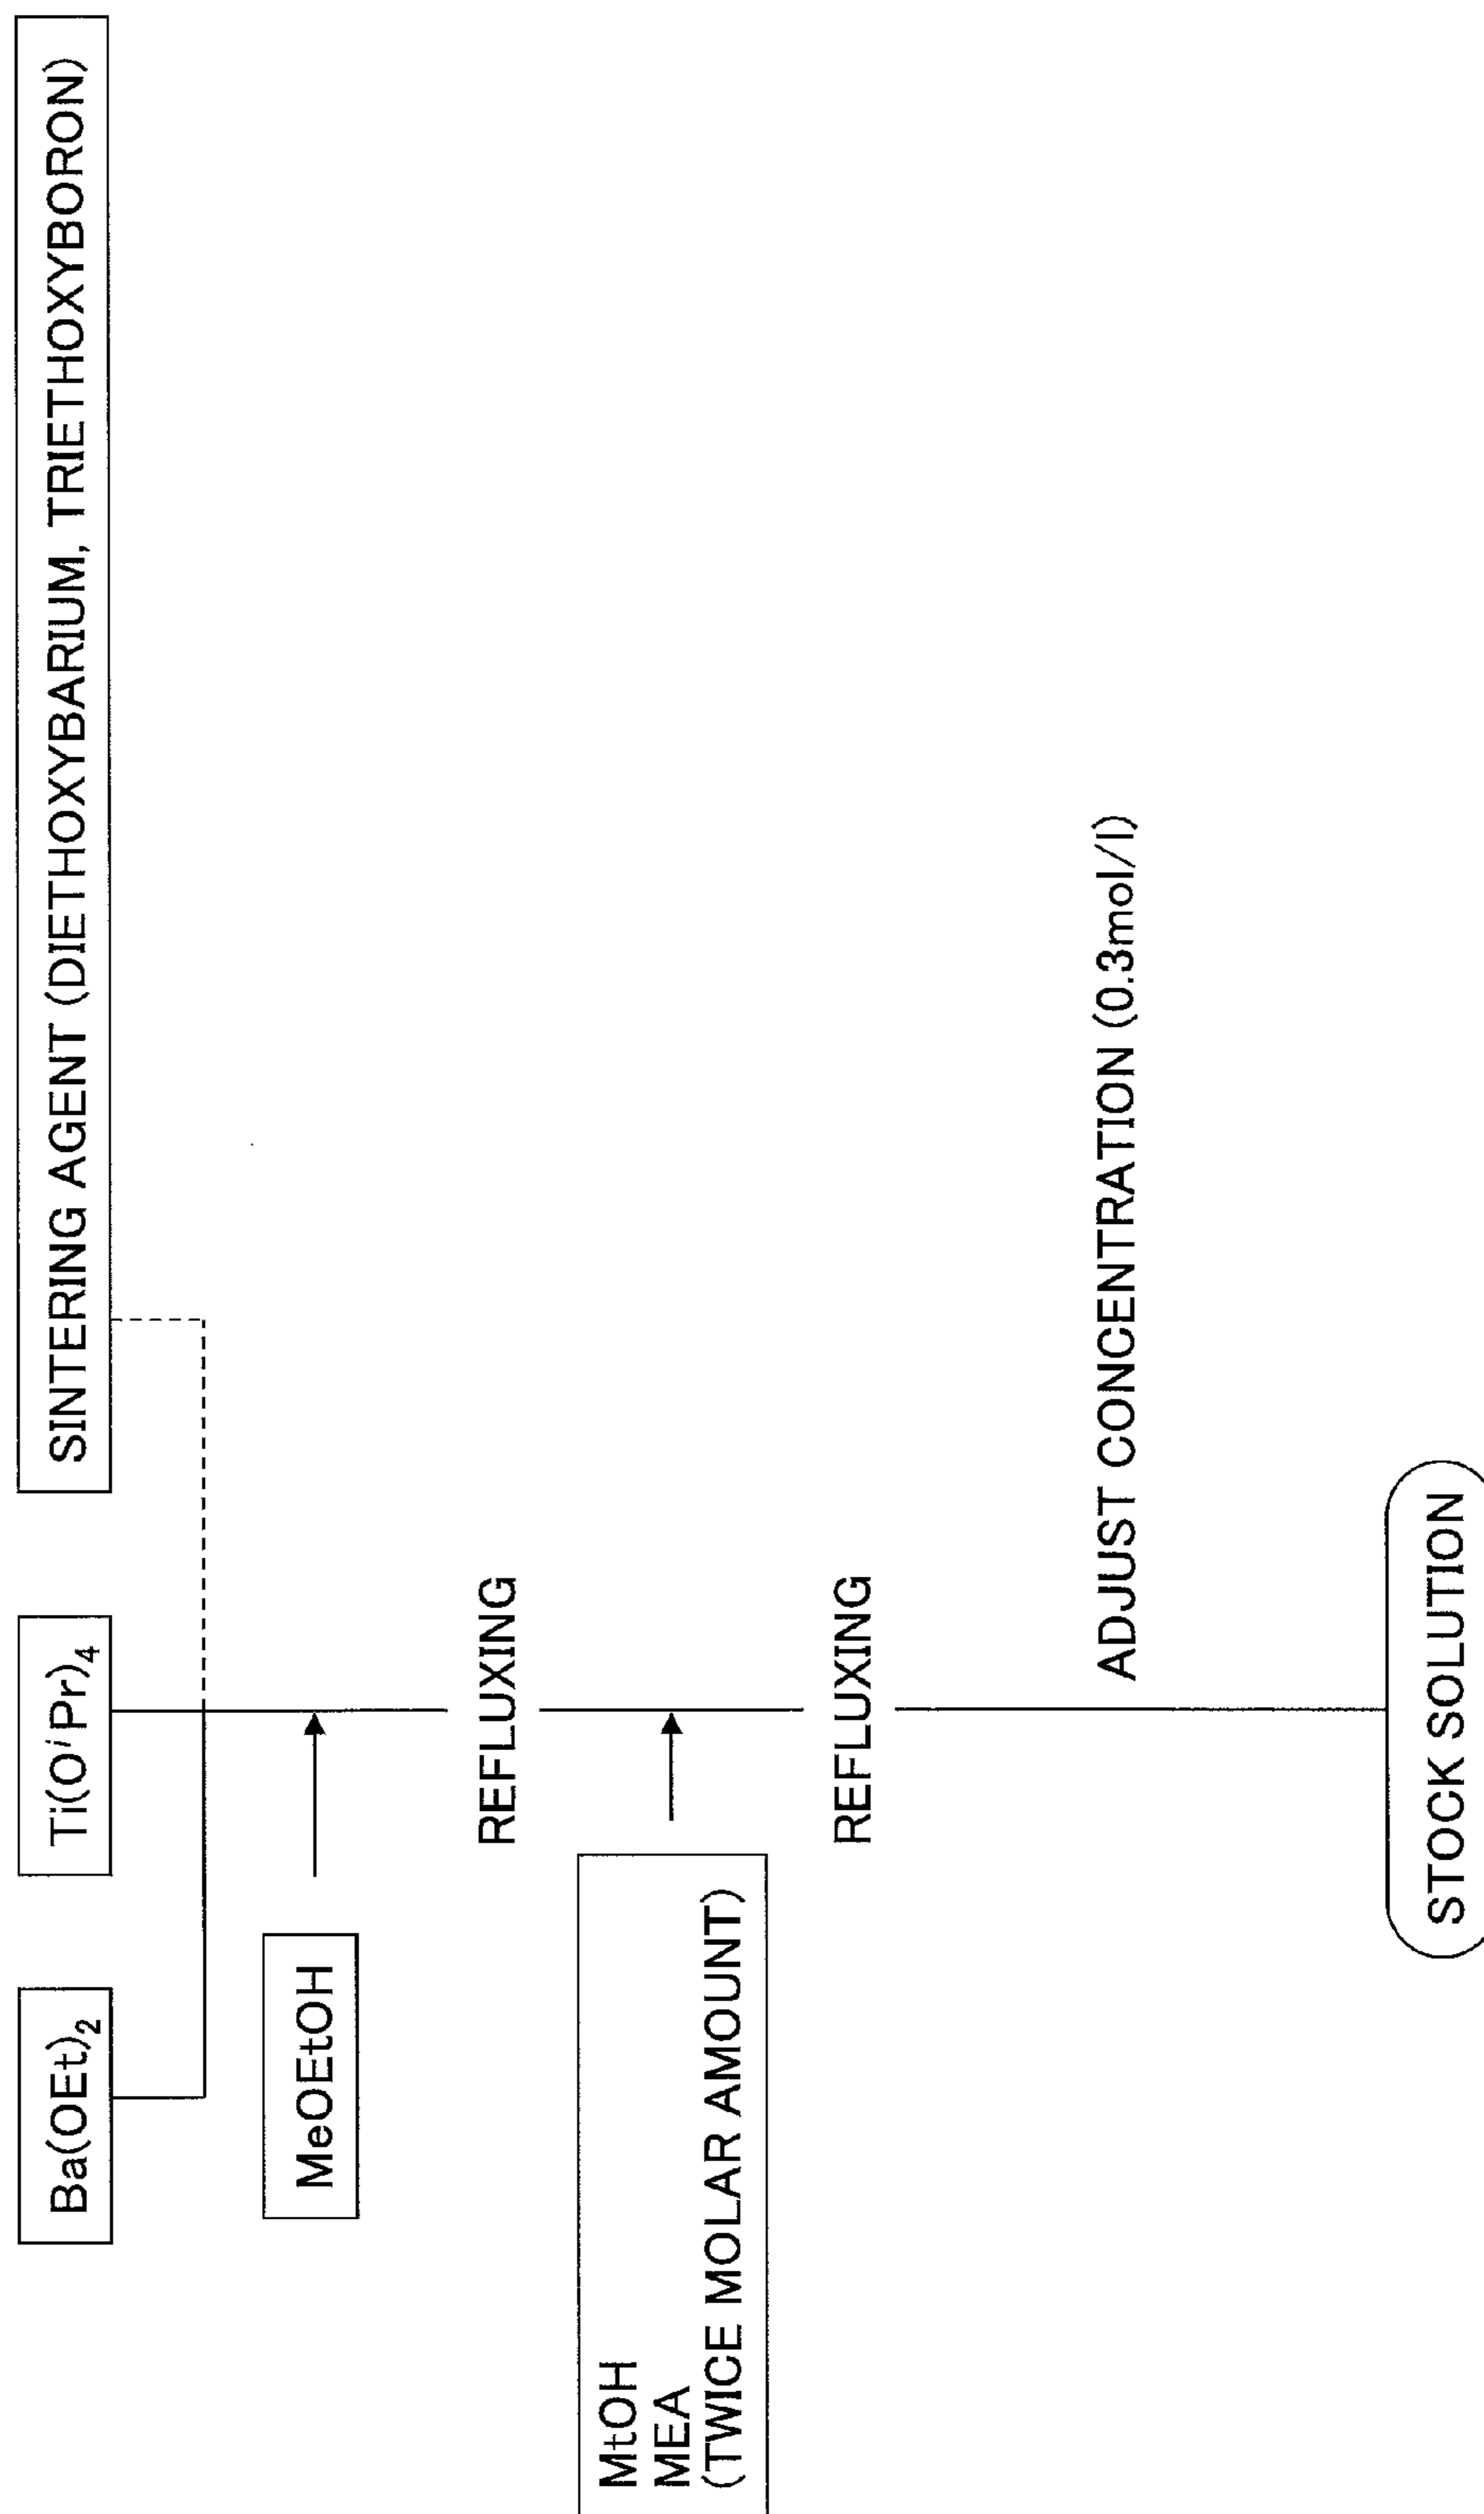 Ba(OEt)₂
Ti(OⁱPr)₄
SINTERING AGENT (DIETHOXYBARIUM, TRIETHOXYBORON)
MeOEtOH
REFLUXING
MtOH
MEA
(TWICE MOLAR AMOUNT)
REFLUXING
ADJUST CONCENTRATION (0.3mol/l)
STOCK SOLUTION